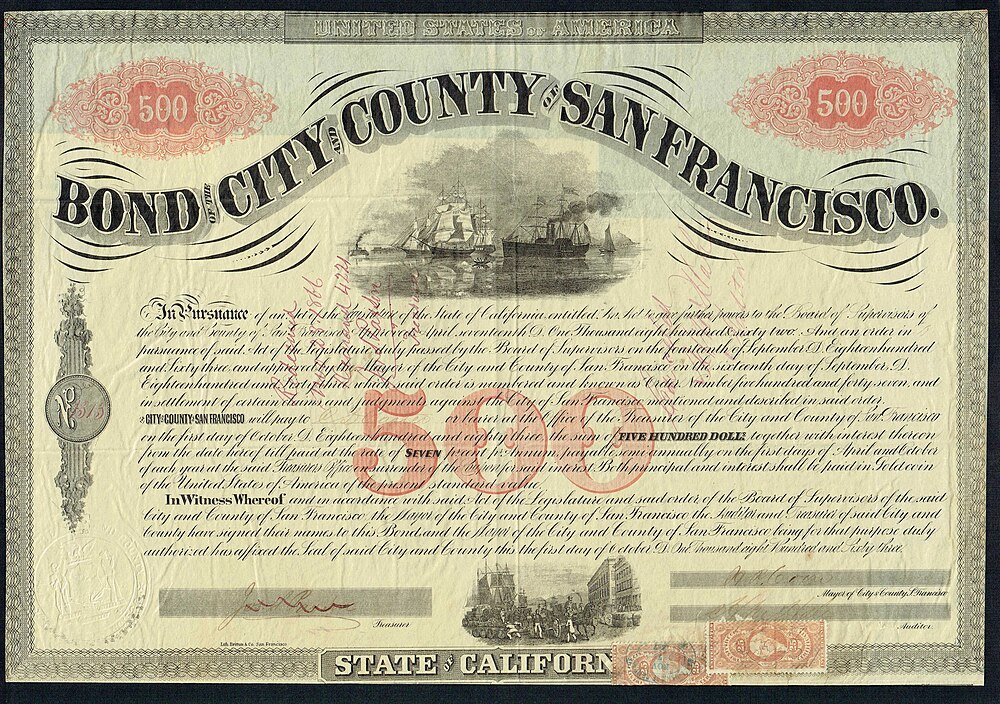 UNITED STATES OF AMERICA
500
500
BOND OF THE CITY AND COUNTY OF SAN FRANCISCO.
In Pursuance of an Act of the Legislature of the State of California entitled An Act to give further powers to the Board of Supervisors of
the City and County of San Francisco Approved April seventeenth A.D. One Thousand eight hundred & sixty two. And an order in
pursuance of said Act of the Legislature duly passed by the Board of Supervisors on the fourteenth of September A.D. Eighteen hundred
and Sixty three, and approved by the Mayor of the City and County of San Francisco on the sixteenth day of September A.D.
Eighteen hundred and Sixty three, which said order is numbered and known as Order Number five hundred and forty seven, and
in settlement of certain claims and judgments against the City of San Francisco mentioned and described in said order.
CITY AND COUNTY OF SAN FRANCISCO will pay to or bearer at the Office of the Treasurer of the City and County of San Francisco
on the first day of October A.D. Eighteen hundred and eighty three, the sum of FIVE HUNDRED DOLLS. together with interest thereon
from the date hereof till paid at the SEVEN per Ct. per Annum payable semi annually on the first days of April and October
of each year at the said Treasurer's Office said interest Both principal and interest shall be paid in Gold coin
of the United States of America of the present standard value.
In Witness Whereof and in accordance with said Act of the Legislature and said order of the Board of Supervisors of the said
City and County of San Francisco the Mayor of the City and County of San Francisco the Auditor and Treasurer of said City and
County have signed their names to this Bond and the Mayor of the City and County of San Francisco being for that purpose duly
authorized has affixed the Seal of said City and County this the first day of October A.D. One Thousand eight Hundred and Sixty three.
500
No
Treasurer
Mayor of City & County S. Francisco
Auditor.
Lith. Britton & Co. San Francisco
STATE OF CALIFORN